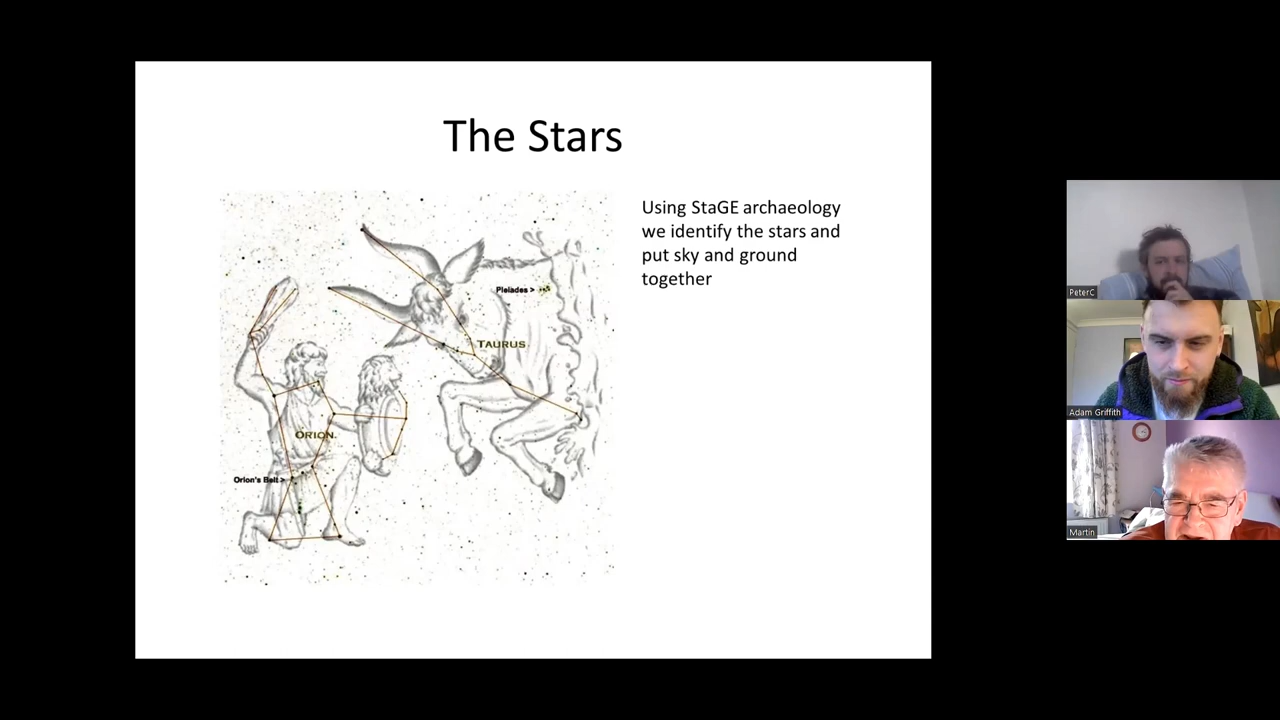 The Stars
Using StaGE archaeology
we identify the stars and
put sky and ground
together
Pleiades >
TAURUS
ORION
Orion's Belt >
PeterC
Adam Griffith
Martin